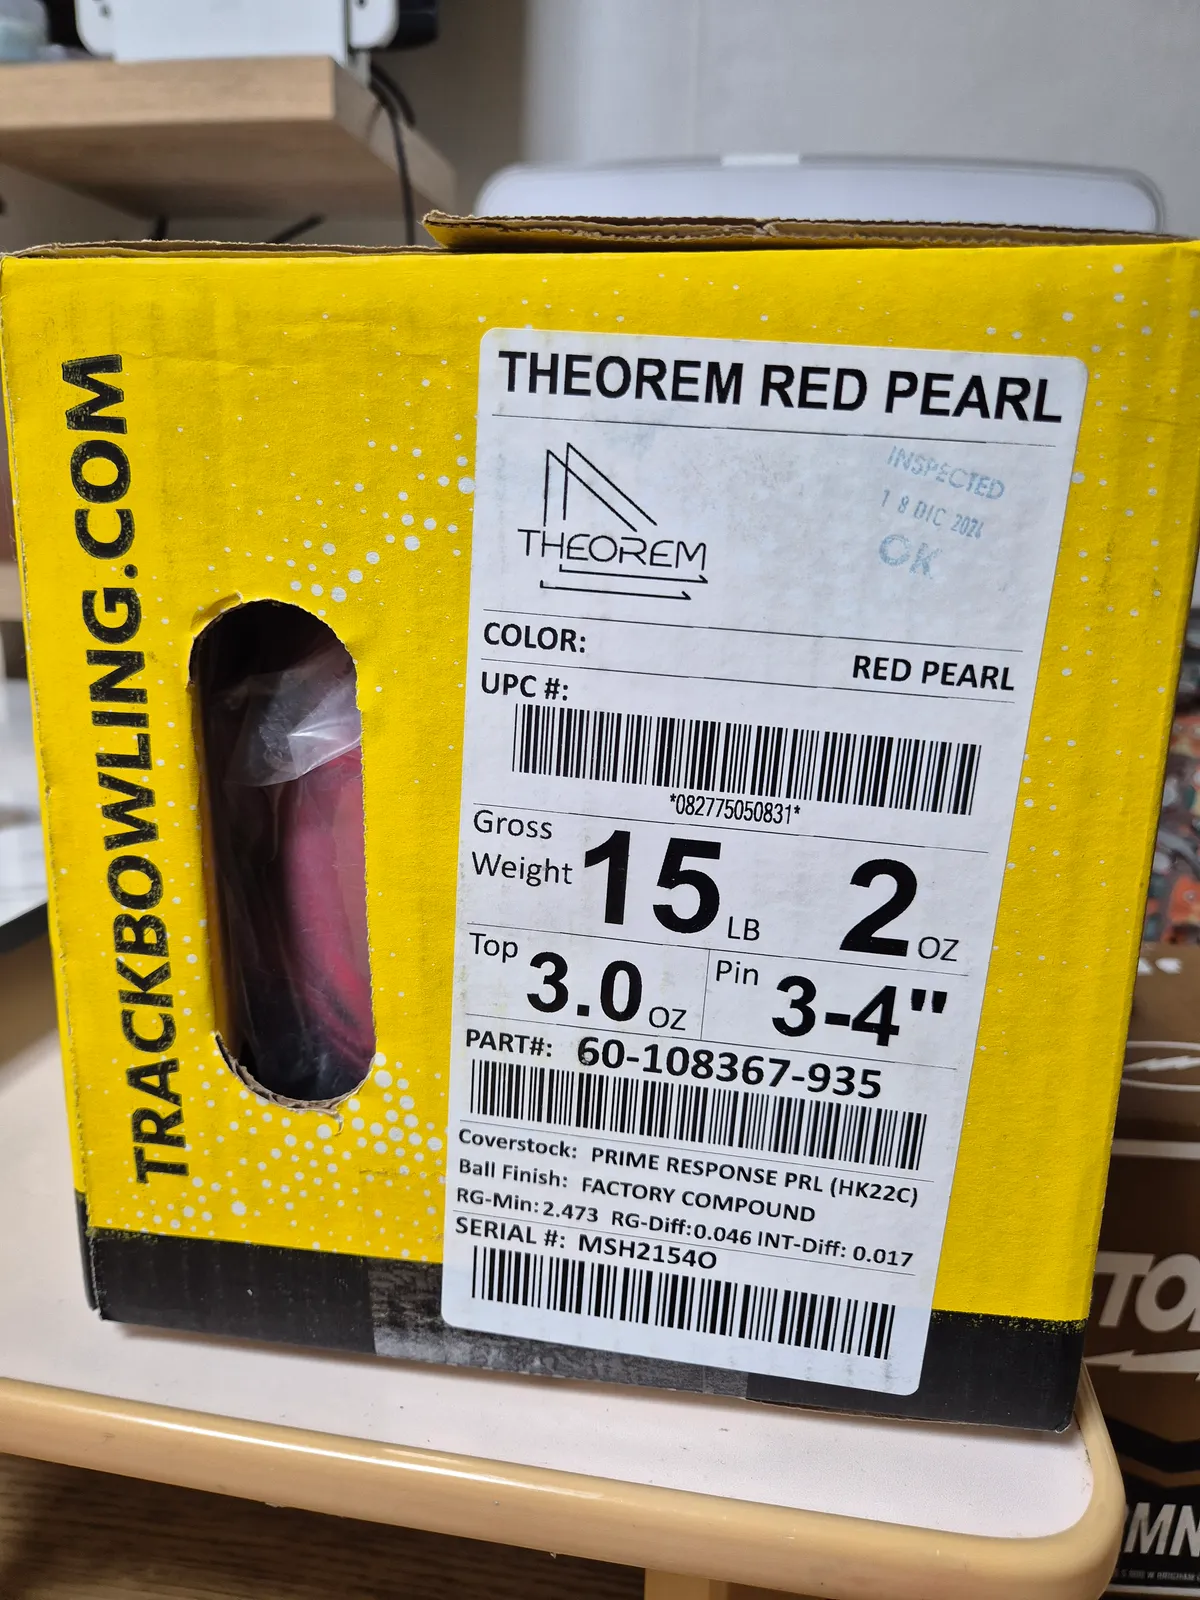 TRACKBOWLING.COM
THEOREM RED PEARL
INSPECTED
18 DIC 2024
OK
THEOREM
COLOR:
RED PEARL
UPC #:
*082775050831*
Gross
Weight 15 LB 2 OZ
Top 3.0 OZ Pin 3-4"
PART#: 60-108367-935
Coverstock: PRIME RESPONSE PRL (HK22C)
Ball Finish: FACTORY COMPOUND
RG-Min: 2.473 RG-Diff: 0.046 INT-Diff: 0.017
SERIAL #: MSH2154O